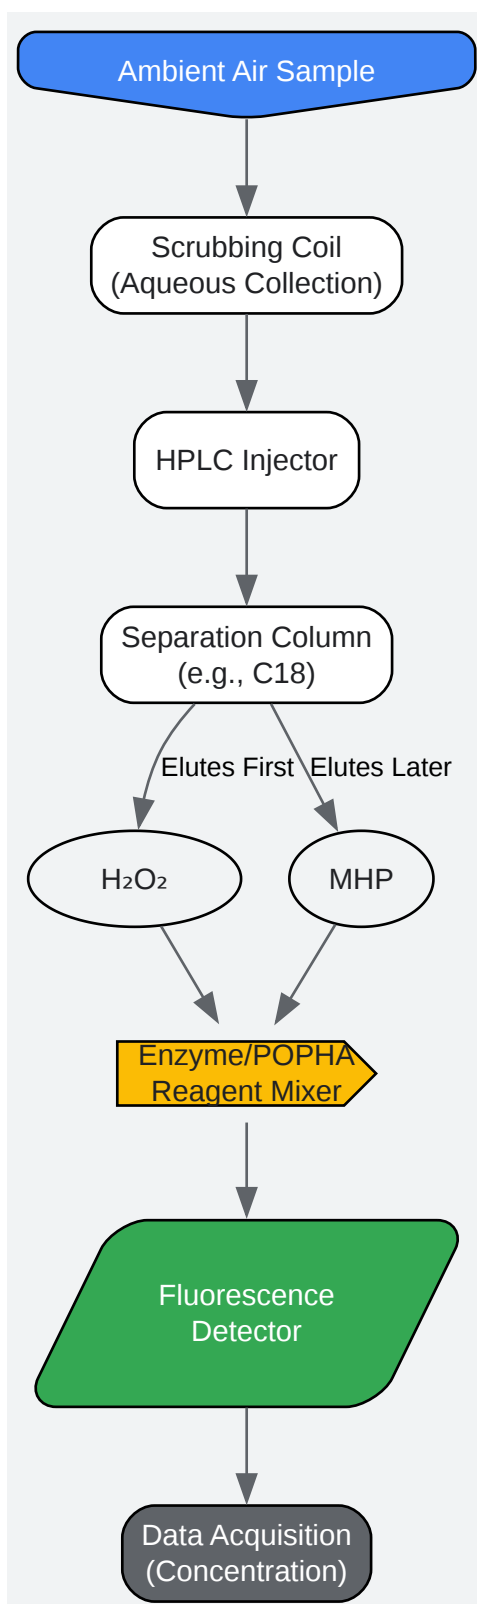 Ambient Air Sample
Scrubbing Coil
(Aqueous Collection)
HPLC Injector
Separation Column
(e.g., C18)
Elutes First
Elutes Later
H₂O₂
MHP
Enzyme/POPHA
Reagent Mixer
Fluorescence
Detector
Data Acquisition
(Concentration)